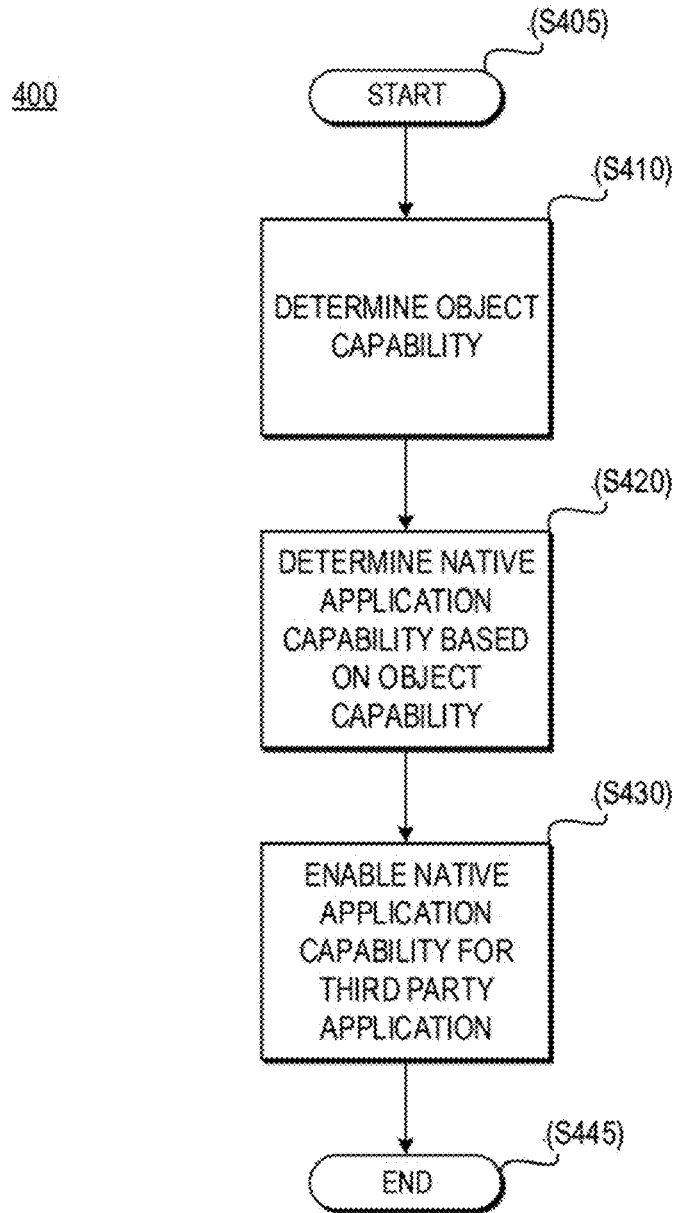 (S405)
400
START
(S410)
DETERMINE OBJECT
CAPABILITY
(S420)
DETERMINE NATIVE
APPLICATION
CAPABILITY BASED
ON OBJECT
CAPABILITY
(S430)
ENABLE NATIVE
APPLICATION
CAPABILITY FOR
THIRD PARTY
APPLICATION
(S445)
END